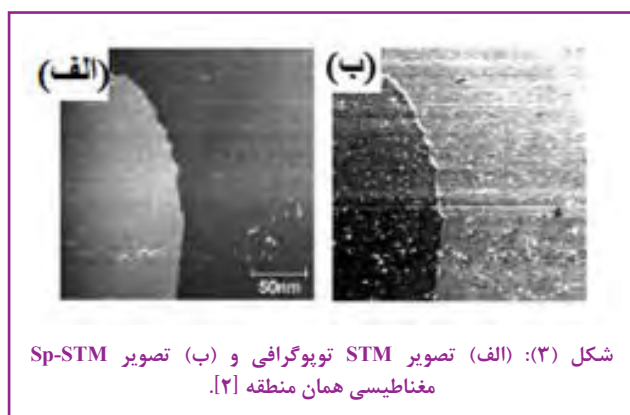 (الف)
(ب)
50nm
شکل (۳): (الف) تصویر STM توپوگرافی و (ب) تصویر Sp-STM
مغناطیسی همان منطقه [۲].